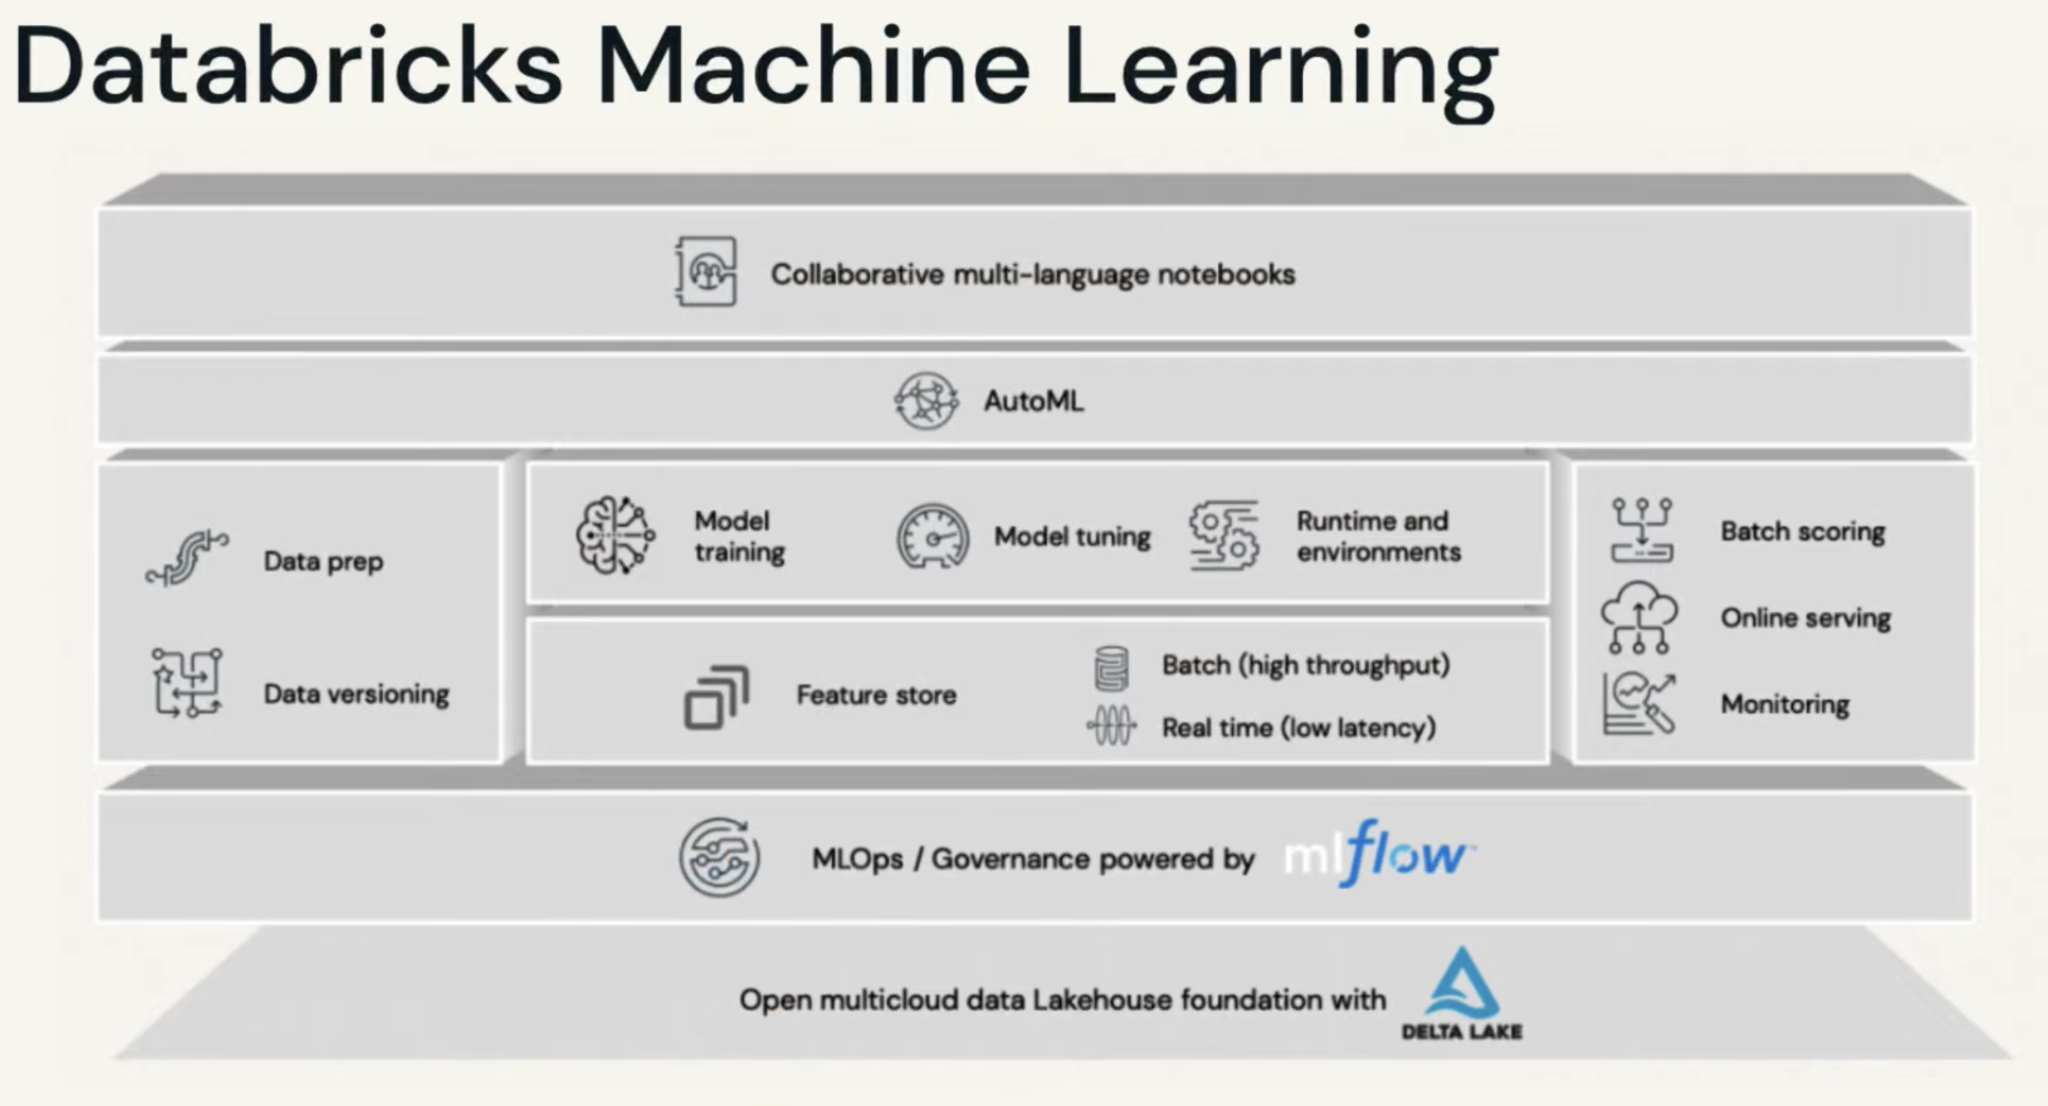 Databricks Machine Learning
Collaborative multi-language notebooks
AutoML
Data prep
Data versioning
Model
training
Model tuning
Runtime and
environments
Feature store
Batch (high throughput)
Real time (low latency)
Batch scoring
Online serving
Monitoring
MLOps / Governance powered by mlflow™
Open multicloud data Lakehouse foundation with
DELTA LAKE